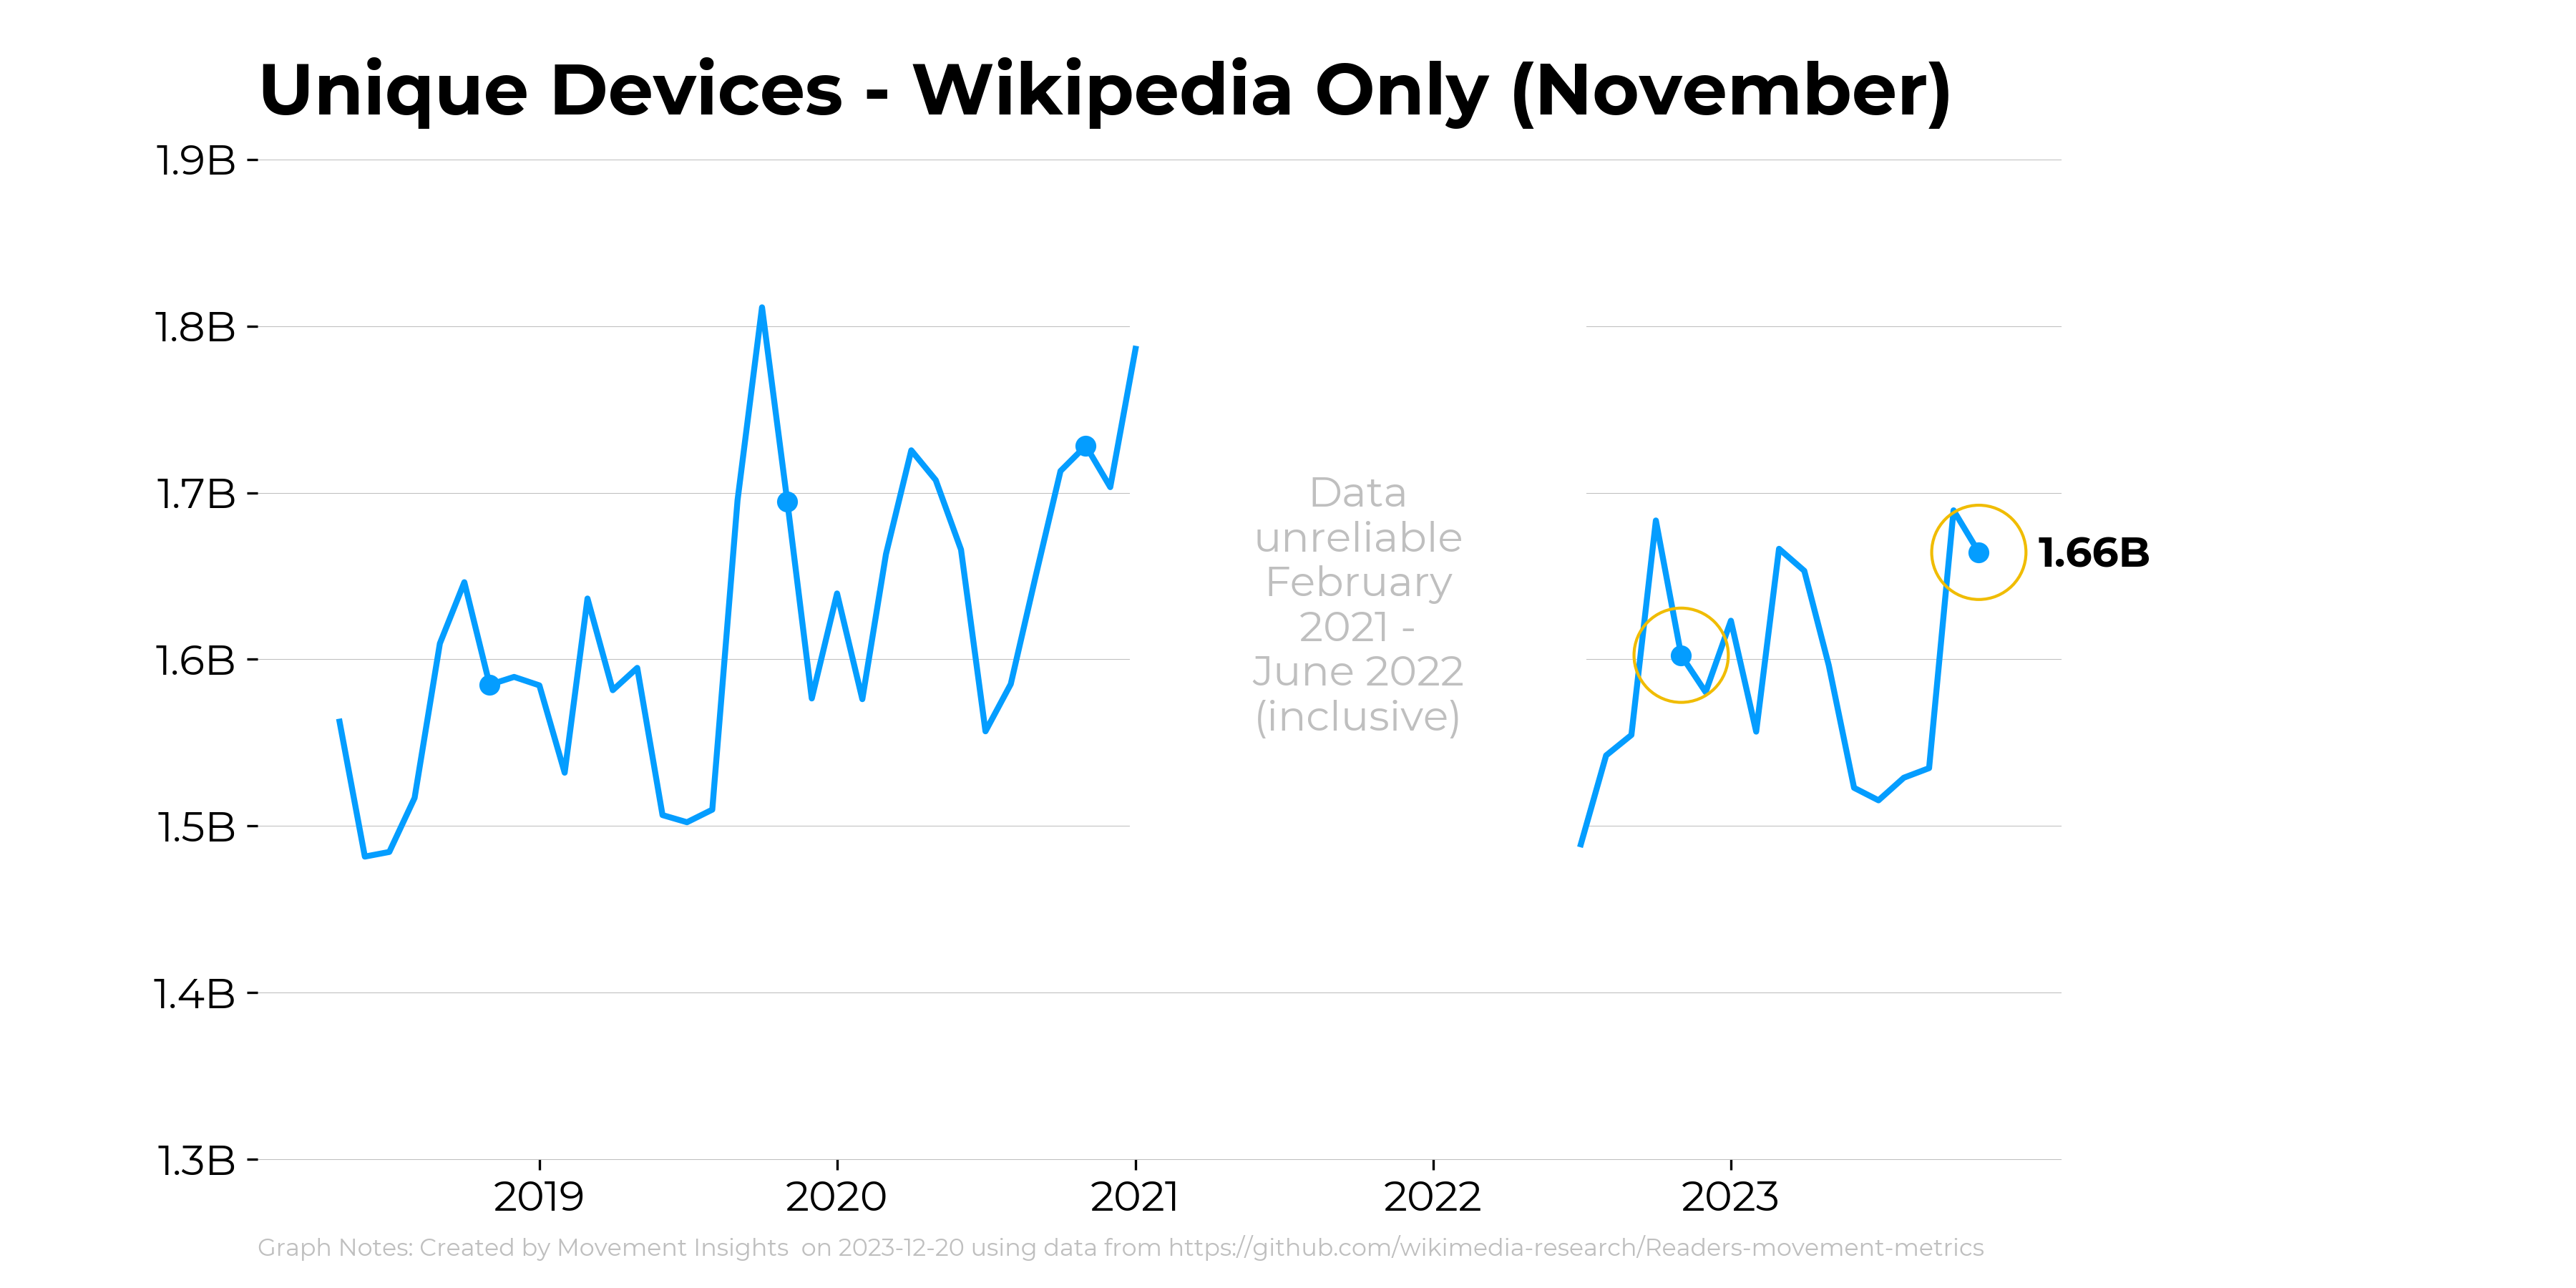 Unique Devices - Wikipedia Only (November)
1.9B
1.8B
1.7B
1.6B
1.5B
1.4B
1.3B
Data
unreliable
February
2021 -
June 2022
(inclusive)
1.66B
2019
2020
2021
2022
2023
Graph Notes: Created by Movement Insights  on 2023-12-20 using data from https://github.com/wikimedia-research/Readers-movement-metrics